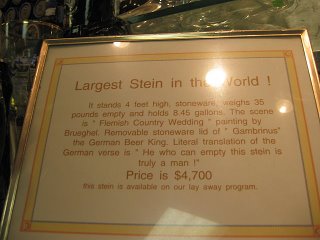 Largest Stein in the World !
It stands 4 feet high, stoneware, weighs 35
pounds empty and holds 8.45 gallons. The scene
is " Flemish Country Wedding " painting by
Brueghel. Removable stoneware lid of " Gambrinus"
the German Beer King. Literal translation of the
German verse is " He who can empty this stein is
truly a man !"
Price is $4,700
this stein is available on our lay away program.